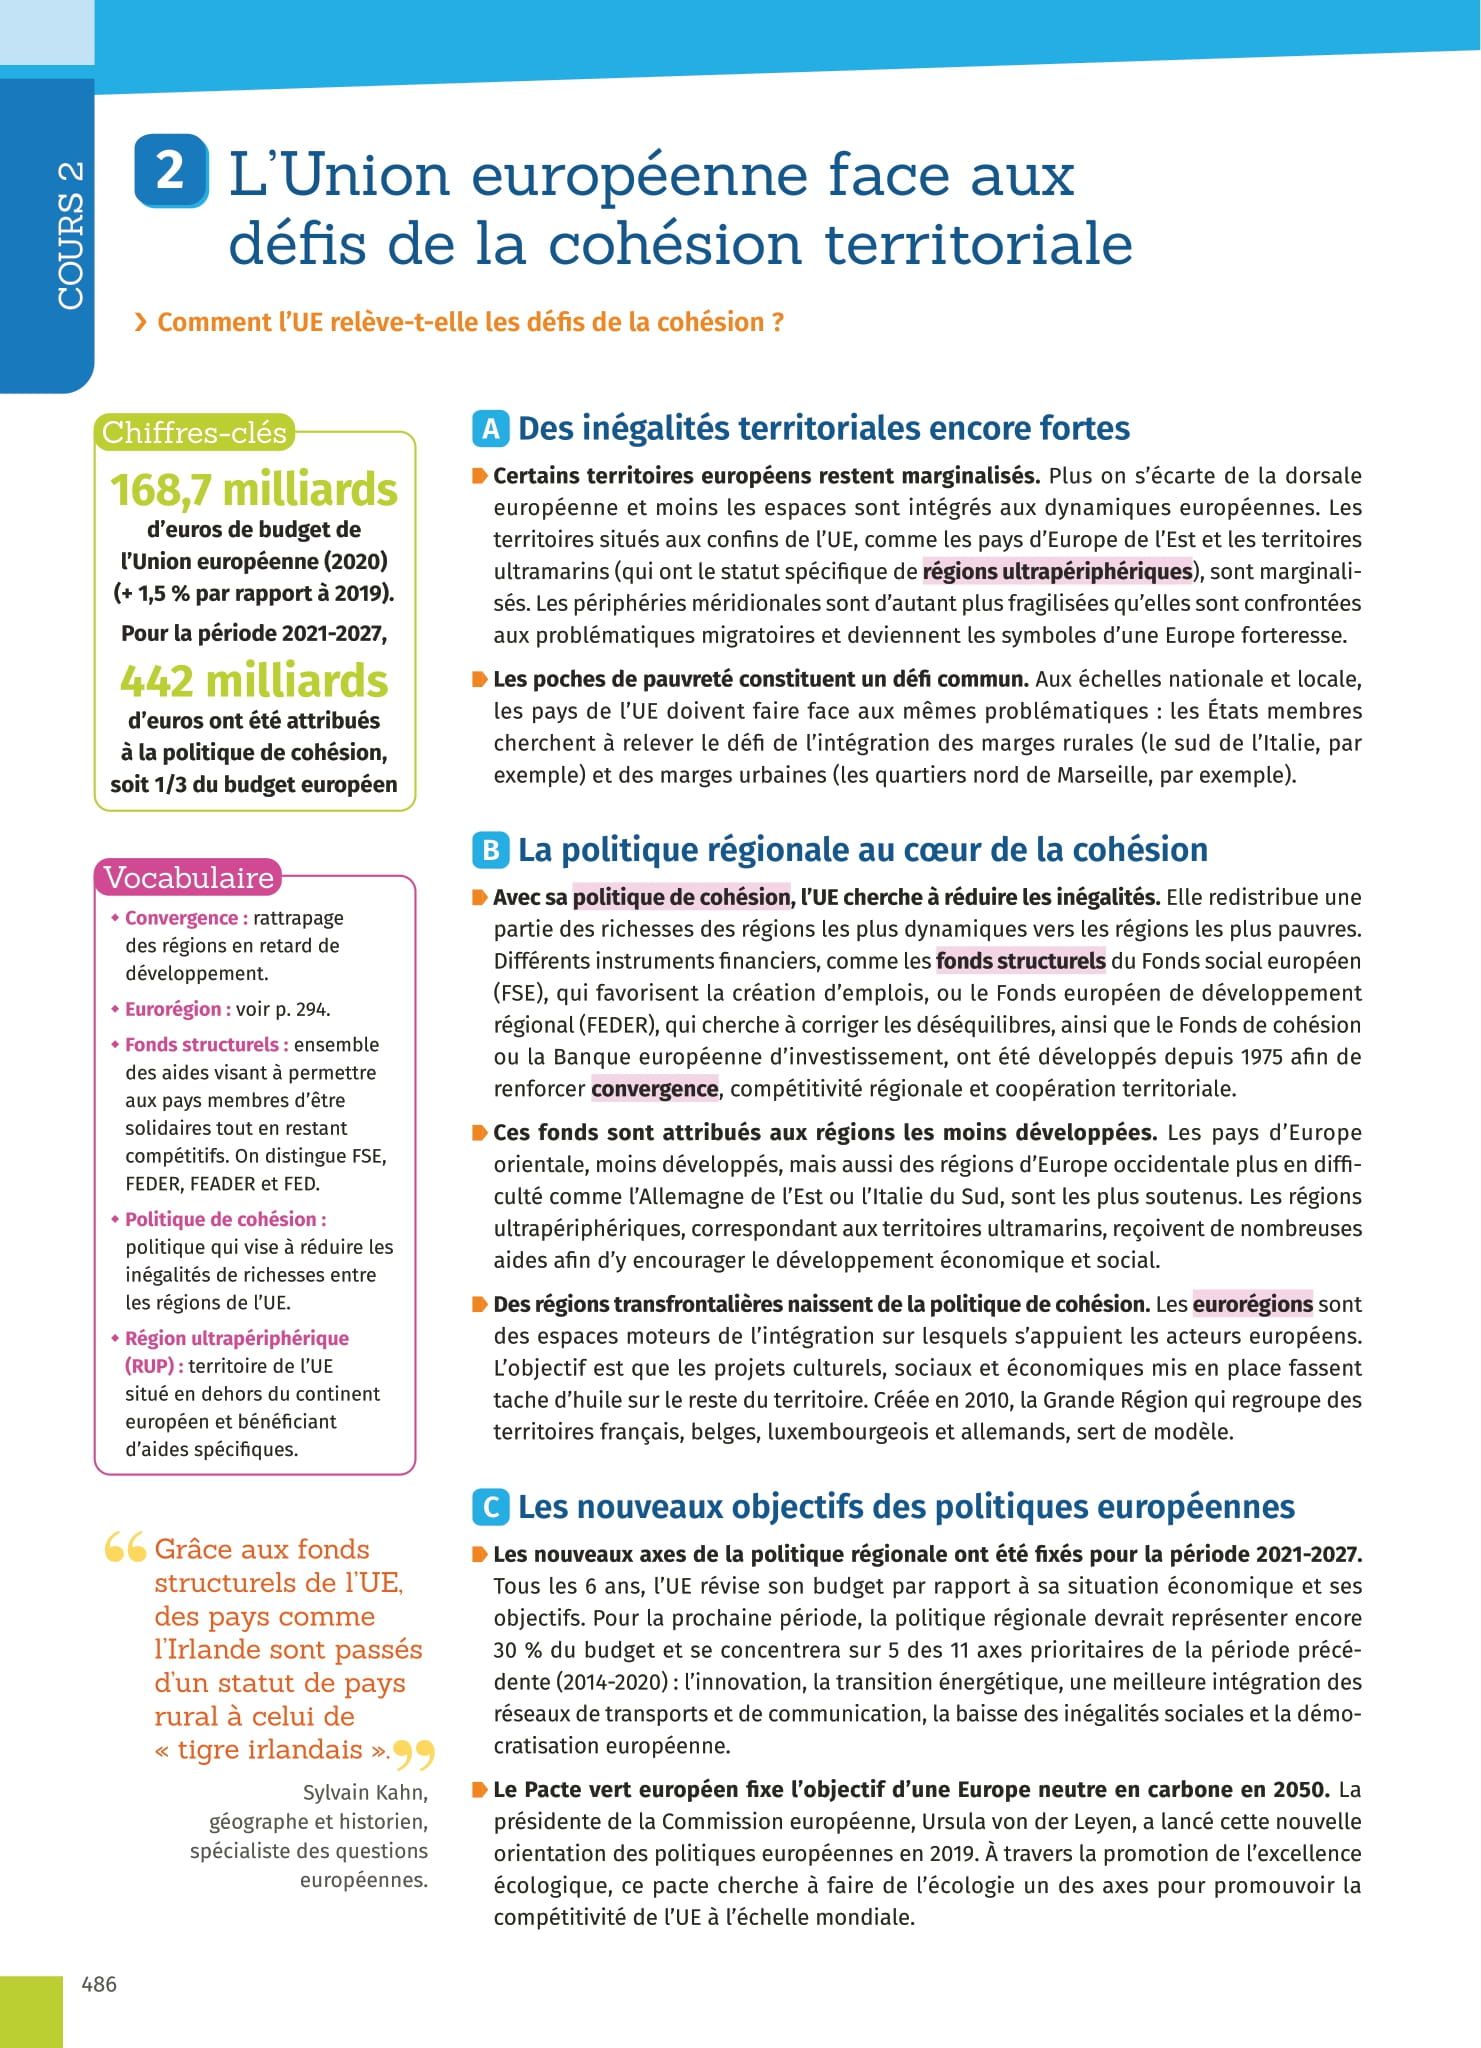 COURS 2
2 L'Union européenne face aux
défis de la cohésion territoriale
› Comment l'UE relève-t-elle les défis de la cohésion ?
Chiffres-clés
168,7 milliards
d'euros de budget de
l'Union européenne (2020)
(+ 1,5 % par rapport à 2019).
Pour la période 2021-2027,
442 milliards
d'euros ont été attribués
à la politique de cohésion,
soit 1/3 du budget européen
Vocabulaire
• Convergence : rattrapage
des régions en retard de
développement.
• Eurorégion : voir p. 294.
• Fonds structurels : ensemble
des aides visant à permettre
aux pays membres d'être
solidaires tout en restant
compétitifs. On distingue FSE,
FEDER, FEADER et FED.
• Politique de cohésion :
politique qui vise à réduire les
inégalités de richesses entre
les régions de l'UE.
• Région ultrapériphérique
(RUP) : territoire de l'UE
situé en dehors du continent
européen et bénéficiant
d'aides spécifiques.
“ Grâce aux fonds
structurels de l'UE,
des pays comme
l'Irlande sont passés
d'un statut de pays
rural à celui de
« tigre irlandais ». ”
Sylvain Kahn,
géographe et historien,
spécialiste des questions
européennes.
A Des inégalités territoriales encore fortes
Certains territoires européens restent marginalisés. Plus on s'écarte de la dorsale
européenne et moins les espaces sont intégrés aux dynamiques européennes. Les
territoires situés aux confins de l'UE, comme les pays d'Europe de l'Est et les territoires
ultramarins (qui ont le statut spécifique de régions ultrapériphériques), sont marginali-
sés. Les périphéries méridionales sont d'autant plus fragilisées qu'elles sont confrontées
aux problématiques migratoires et deviennent les symboles d'une Europe forteresse.
Les poches de pauvreté constituent un défi commun. Aux échelles nationale et locale,
les pays de l'UE doivent faire face aux mêmes problématiques : les États membres
cherchent à relever le défi de l'intégration des marges rurales (le sud de l'Italie, par
exemple) et des marges urbaines (les quartiers nord de Marseille, par exemple).
B La politique régionale au cœur de la cohésion
Avec sa politique de cohésion, l'UE cherche à réduire les inégalités. Elle redistribue une
partie des richesses des régions les plus dynamiques vers les régions les plus pauvres.
Différents instruments financiers, comme les fonds structurels du Fonds social européen
(FSE), qui favorisent la création d'emplois, ou le Fonds européen de développement
régional (FEDER), qui cherche à corriger les déséquilibres, ainsi que le Fonds de cohésion
ou la Banque européenne d'investissement, ont été développés depuis 1975 afin de
renforcer convergence, compétitivité régionale et coopération territoriale.
Ces fonds sont attribués aux régions les moins développées. Les pays d'Europe
orientale, moins développés, mais aussi des régions d'Europe occidentale plus en diffi-
culté comme l'Allemagne de l'Est ou l'Italie du Sud, sont les plus soutenus. Les régions
ultrapériphériques, correspondant aux territoires ultramarins, reçoivent de nombreuses
aides afin d'y encourager le développement économique et social.
Des régions transfrontalières naissent de la politique de cohésion. Les eurorégions sont
des espaces moteurs de l'intégration sur lesquels s'appuient les acteurs européens.
L'objectif est que les projets culturels, sociaux et économiques mis en place fassent
tache d'huile sur le reste du territoire. Créée en 2010, la Grande Région qui regroupe des
territoires français, belges, luxembourgeois et allemands, sert de modèle.
C Les nouveaux objectifs des politiques européennes
Les nouveaux axes de la politique régionale ont été fixés pour la période 2021-2027.
Tous les 6 ans, l'UE révise son budget par rapport à sa situation économique et ses
objectifs. Pour la prochaine période, la politique régionale devrait représenter encore
30 % du budget et se concentrera sur 5 des 11 axes prioritaires de la période précé-
dente (2014-2020) : l'innovation, la transition énergétique, une meilleure intégration des
réseaux de transports et de communication, la baisse des inégalités sociales et la démo-
cratisation européenne.
Le Pacte vert européen fixe l'objectif d'une Europe neutre en carbone en 2050. La
présidente de la Commission européenne, Ursula von der Leyen, a lancé cette nouvelle
orientation des politiques européennes en 2019. À travers la promotion de l'excellence
écologique, ce pacte cherche à faire de l'écologie un des axes pour promouvoir la
compétitivité de l'UE à l'échelle mondiale.
486